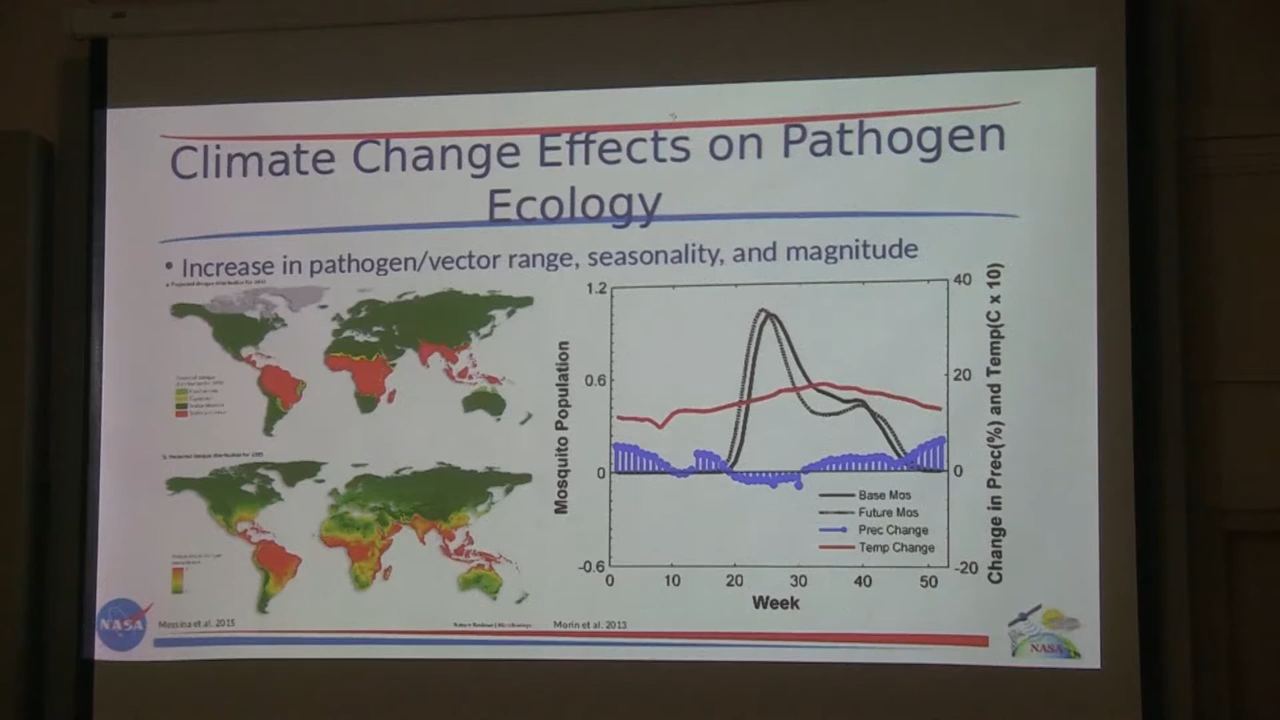 Climate Change Effects on Pathogen
Ecology
• Increase in pathogen/vector range, seasonality, and magnitude
1.2
0.6
0
-0.6
Mosquito Population
0 10 20 30 40 50
Week
40
20
0
-20
Change in Prec(%) and Temp(C x 10)
Base Mos
Future Mos
Prec Change
Temp Change
NASA
Messina et al. 2015
Morin et al. 2013
NASA